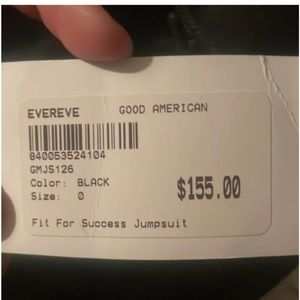 EVEREVE GOOD AMERICAN
840053524104
GMJS126
Color: BLACK
$155.00
Size: 0
Fit For Success Jumpsuit